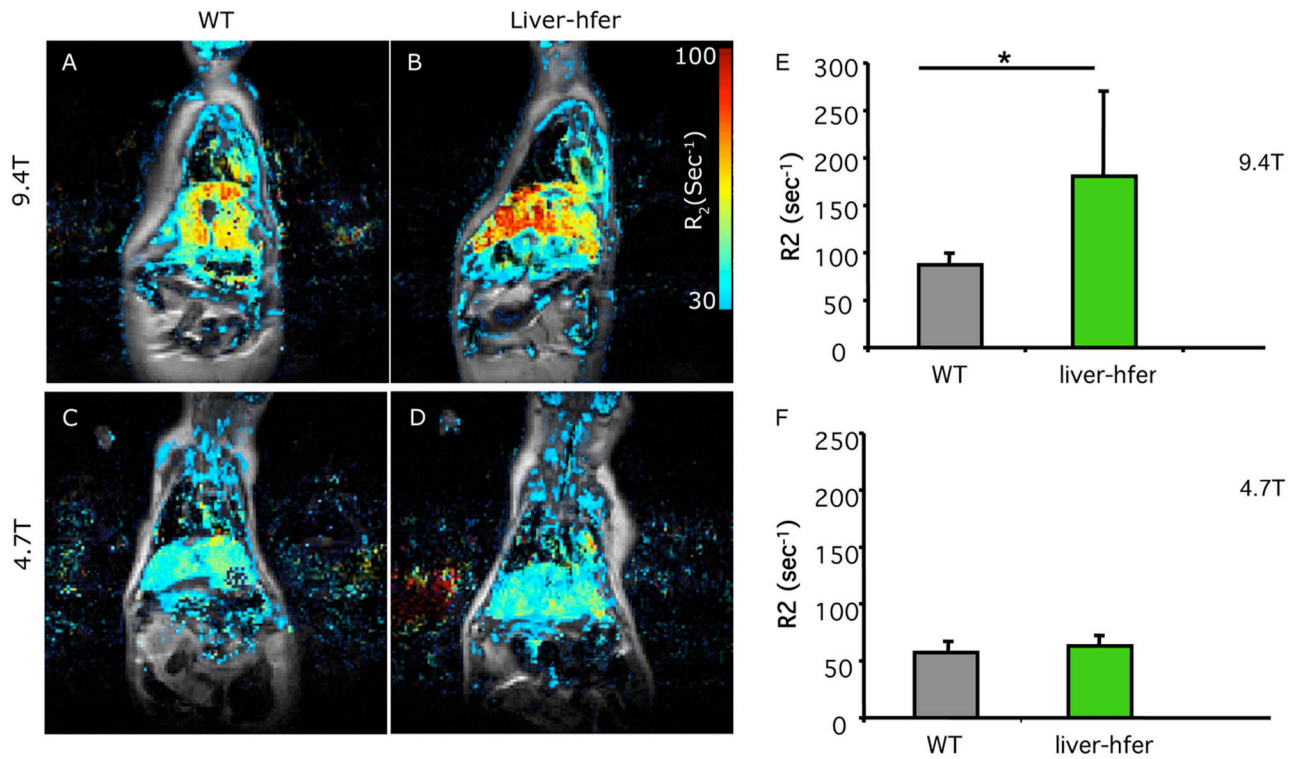 WT
Liver-hfer
9.4T
A
B
100
R₂(Sec⁻¹)
30
4.7T
C
D
E
300
250
200
150
100
50
0
R2 (sec⁻¹)
*
9.4T
WT
liver-hfer
F
250
200
150
100
50
0
R2 (sec⁻¹)
4.7T
WT
liver-hfer